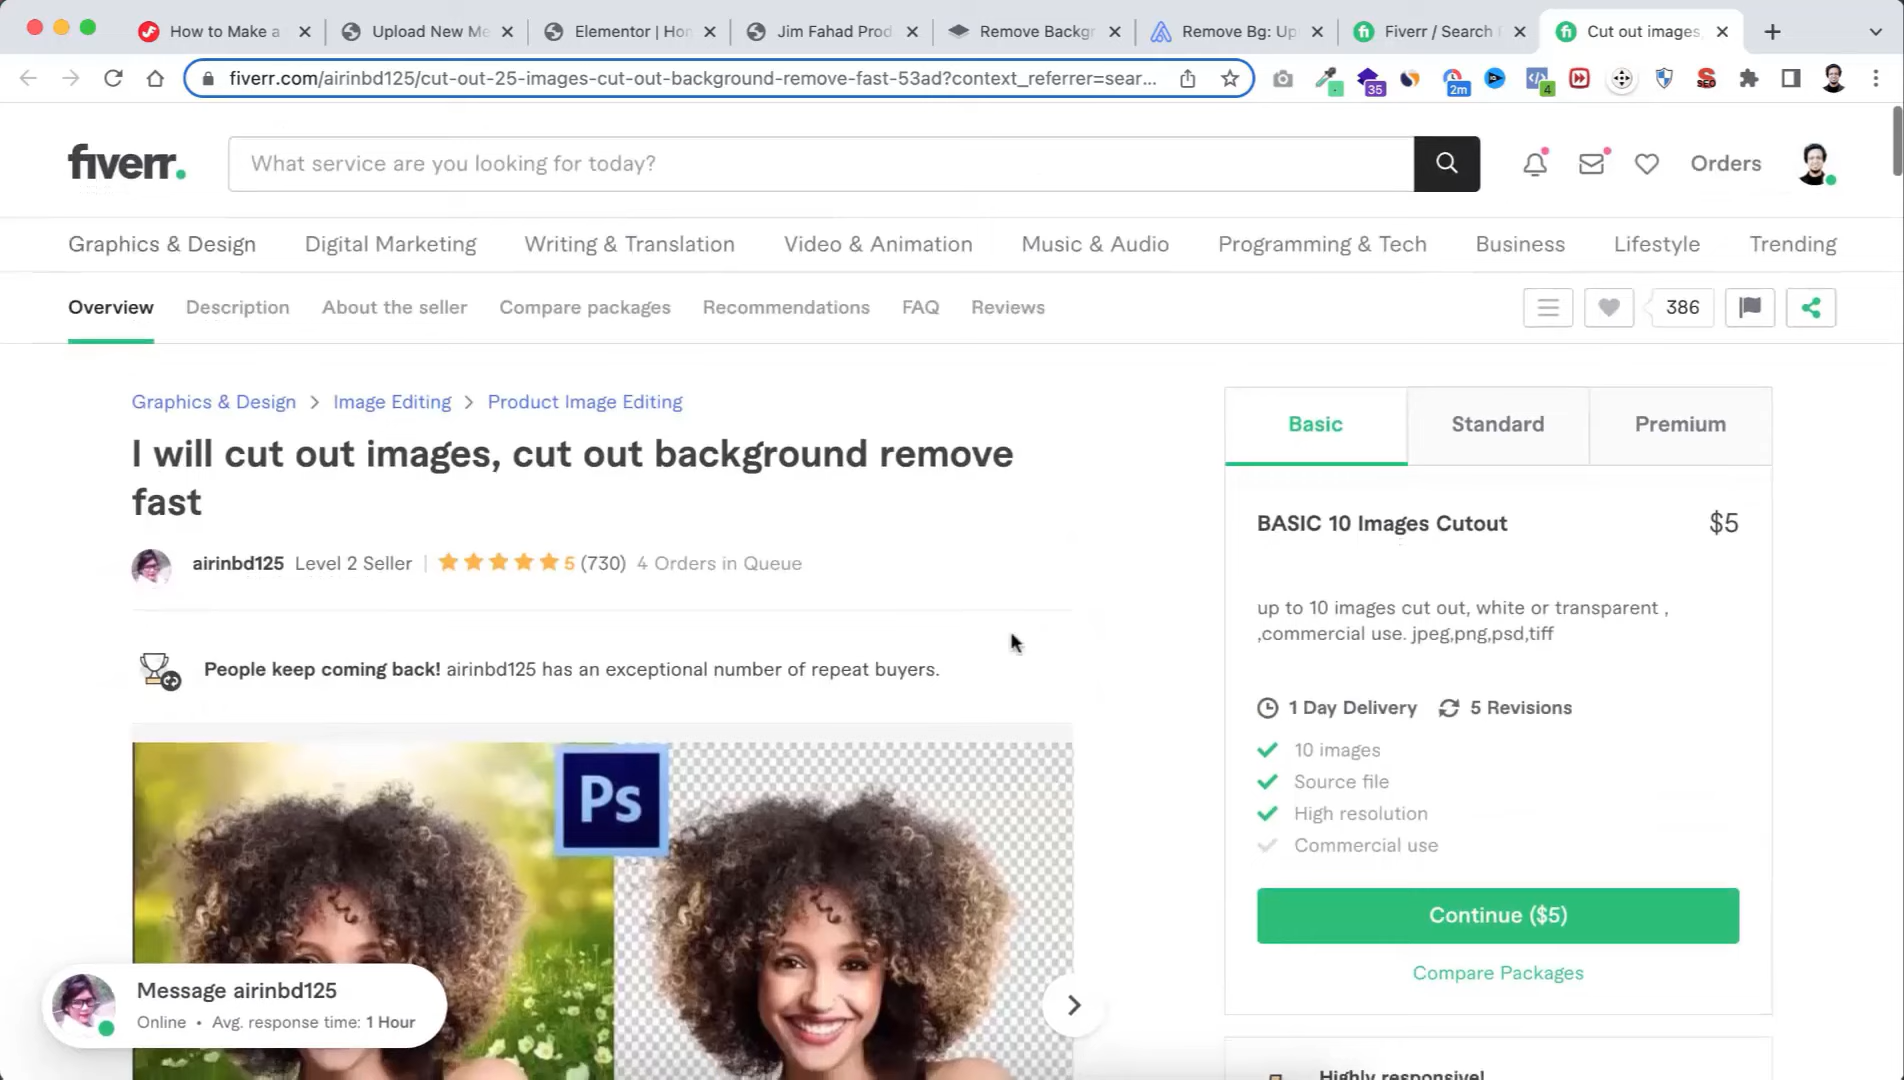 How to Make a
Upload New Me
Elementor | Hom
Jim Fahad Prod
Remove Backgr
Remove Bg: Up
Fiverr / Search
Cut out images,
fiverr.com/airinbd125/cut-out-25-images-cut-out-background-remove-fast-53ad?context_referrer=sear...
35
2m
4
SEO
fiverr.
What service are you looking for today?
Orders
Graphics & Design
Digital Marketing
Writing & Translation
Video & Animation
Music & Audio
Programming & Tech
Business
Lifestyle
Trending
Overview
Description
About the seller
Compare packages
Recommendations
FAQ
Reviews
386
Graphics & Design > Image Editing > Product Image Editing
I will cut out images, cut out background remove
fast
airinbd125 Level 2 Seller | 5 (730) 4 Orders in Queue
People keep coming back! airinbd125 has an exceptional number of repeat buyers.
Ps
Message airinbd125
Online • Avg. response time: 1 Hour
Basic
Standard
Premium
BASIC 10 Images Cutout
$5
up to 10 images cut out, white or transparent ,
,commercial use. jpeg,png,psd,tiff
1 Day Delivery
5 Revisions
10 images
Source file
High resolution
Commercial use
Continue ($5)
Compare Packages
Highly responsive!